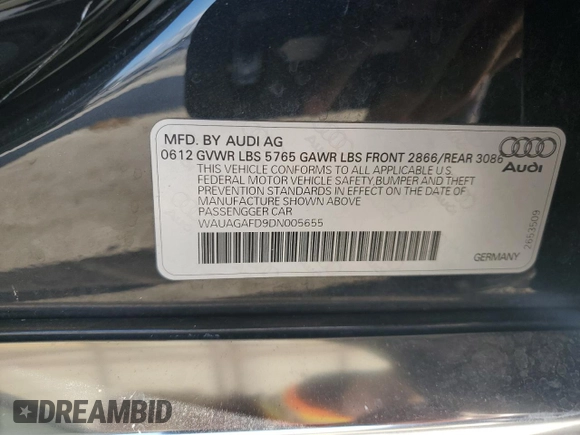 MFD. BY AUDI AG
0612 GVWR LBS 5765 GAWR LBS FRONT 2866/REAR 3086
THIS VEHICLE CONFORMS TO ALL APPLICABLE U.S.
FEDERAL MOTOR VEHICLE SAFETY,BUMPER AND THEFT
PREVENTION STANDARDS IN EFFECT ON THE DATE OF
MANUFACTURE SHOWN ABOVE
PASSENGGER CAR
WAUAGAFD9DN005655
Audi
2653509
GERMANY
DREAMBID